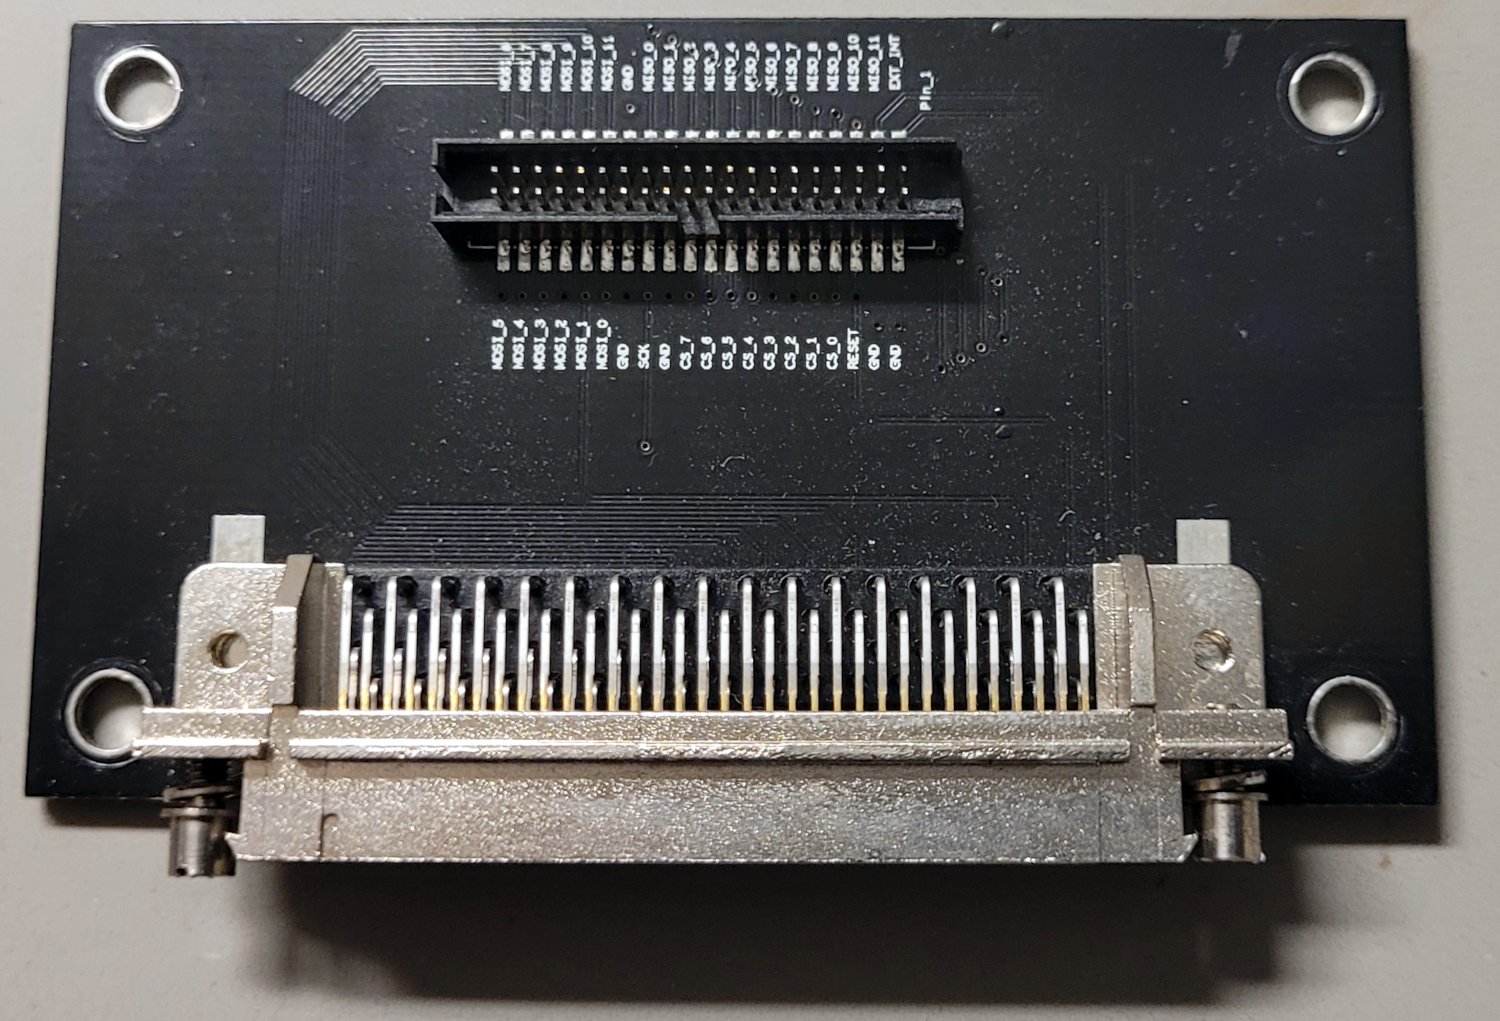 MOSI_6
MOSI_7
MOSI_8
MOSI_9
MOSI_10
MOSI_11
GND
MISO_0
MISO_1
MISO_2
MISO_3
MISO_4
MISO_5
MISO_6
MISO_7
MISO_8
MISO_9
MISO_10
MISO_11
EXT_INT
Pin_1
MOSI_5
MOSI_4
MOSI_3
MOSI_2
MOSI_1
MOSI_0
GND
SCK
GND
CS_7
CS_6
CS_5
CS_4
CS_3
CS_2
CS_1
CS_0
RESET
GND
GND